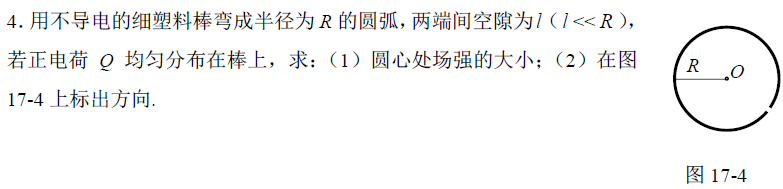 4．用不导电的细塑料棒弯成半径为 R 的圆弧，两端间空隙为 l（ l << R ），
若正电荷 Q 均匀分布在棒上，求：（1）圆心处场强的大小；（2）在图
17-4 上标出方向.
R
O
图 17-4